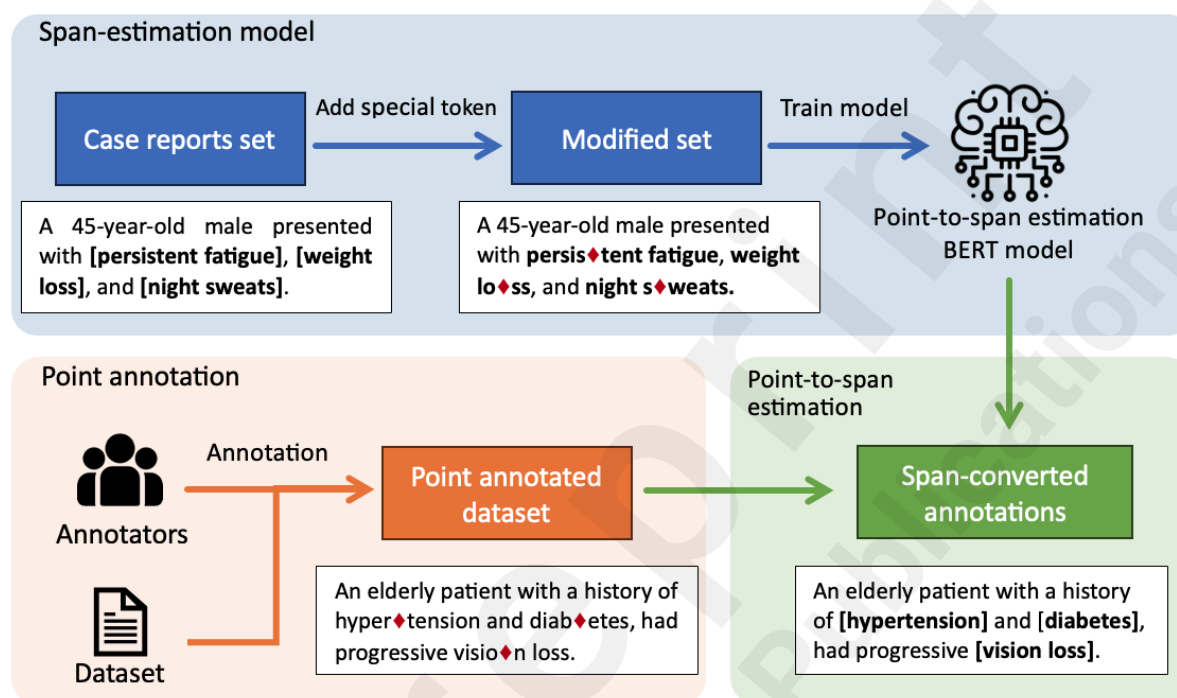 Span-estimation model
Case reports set
Add special token
Modified set
Train model
A 45-year-old male presented
with [persistent fatigue], [weight
loss], and [night sweats].
A 45-year-old male presented
with persis♦tent fatigue, weight
lo♦ss, and night s♦weats.
Point-to-span estimation
BERT model
Point annotation
Annotators
Annotation
Dataset
Point annotated
dataset
An elderly patient with a history of
hyper♦tension and diab♦etes, had
progressive visio♦n loss.
Point-to-span
estimation
Span-converted
annotations
An elderly patient with a history
of [hypertension] and [diabetes],
had progressive [vision loss].
eprint
Publications